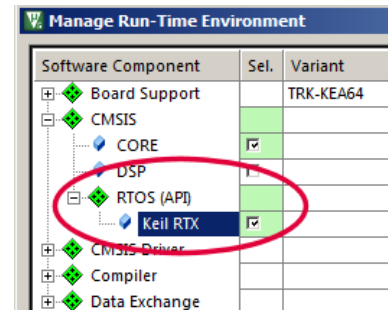 Manage Run-Time Environment
Software Component Sel. Variant
Board Support TRK-KEA64
CMSIS
CORE
DSP
RTOS (API)
Keil RTX
CMSIS Driver
Compiler
Data Exchange